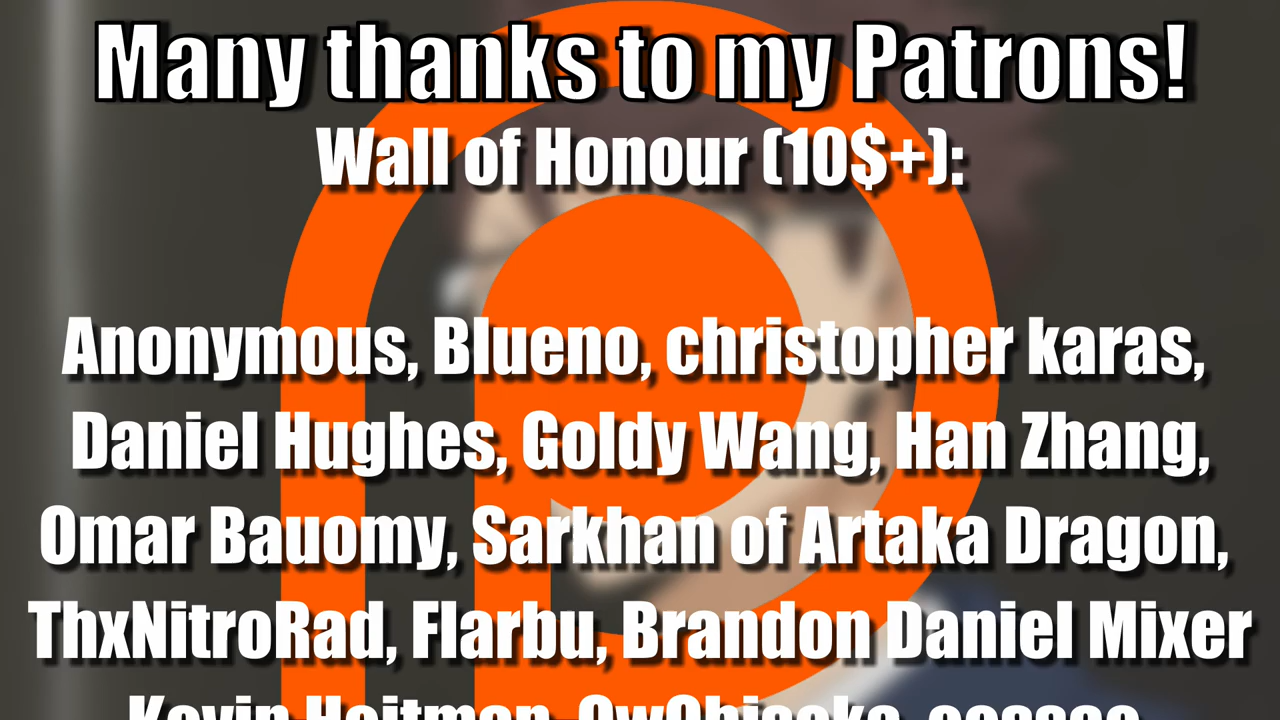 Many thanks to my Patrons!
Wall of Honour (10$+):
Anonymous, Blueno, christopher karas,
Daniel Hughes, Goldy Wang, Han Zhang,
Omar Bauomy, Sarkhan of Artaka Dragon,
ThxNitroRad, Flarbu, Brandon Daniel Mixer
Kevin